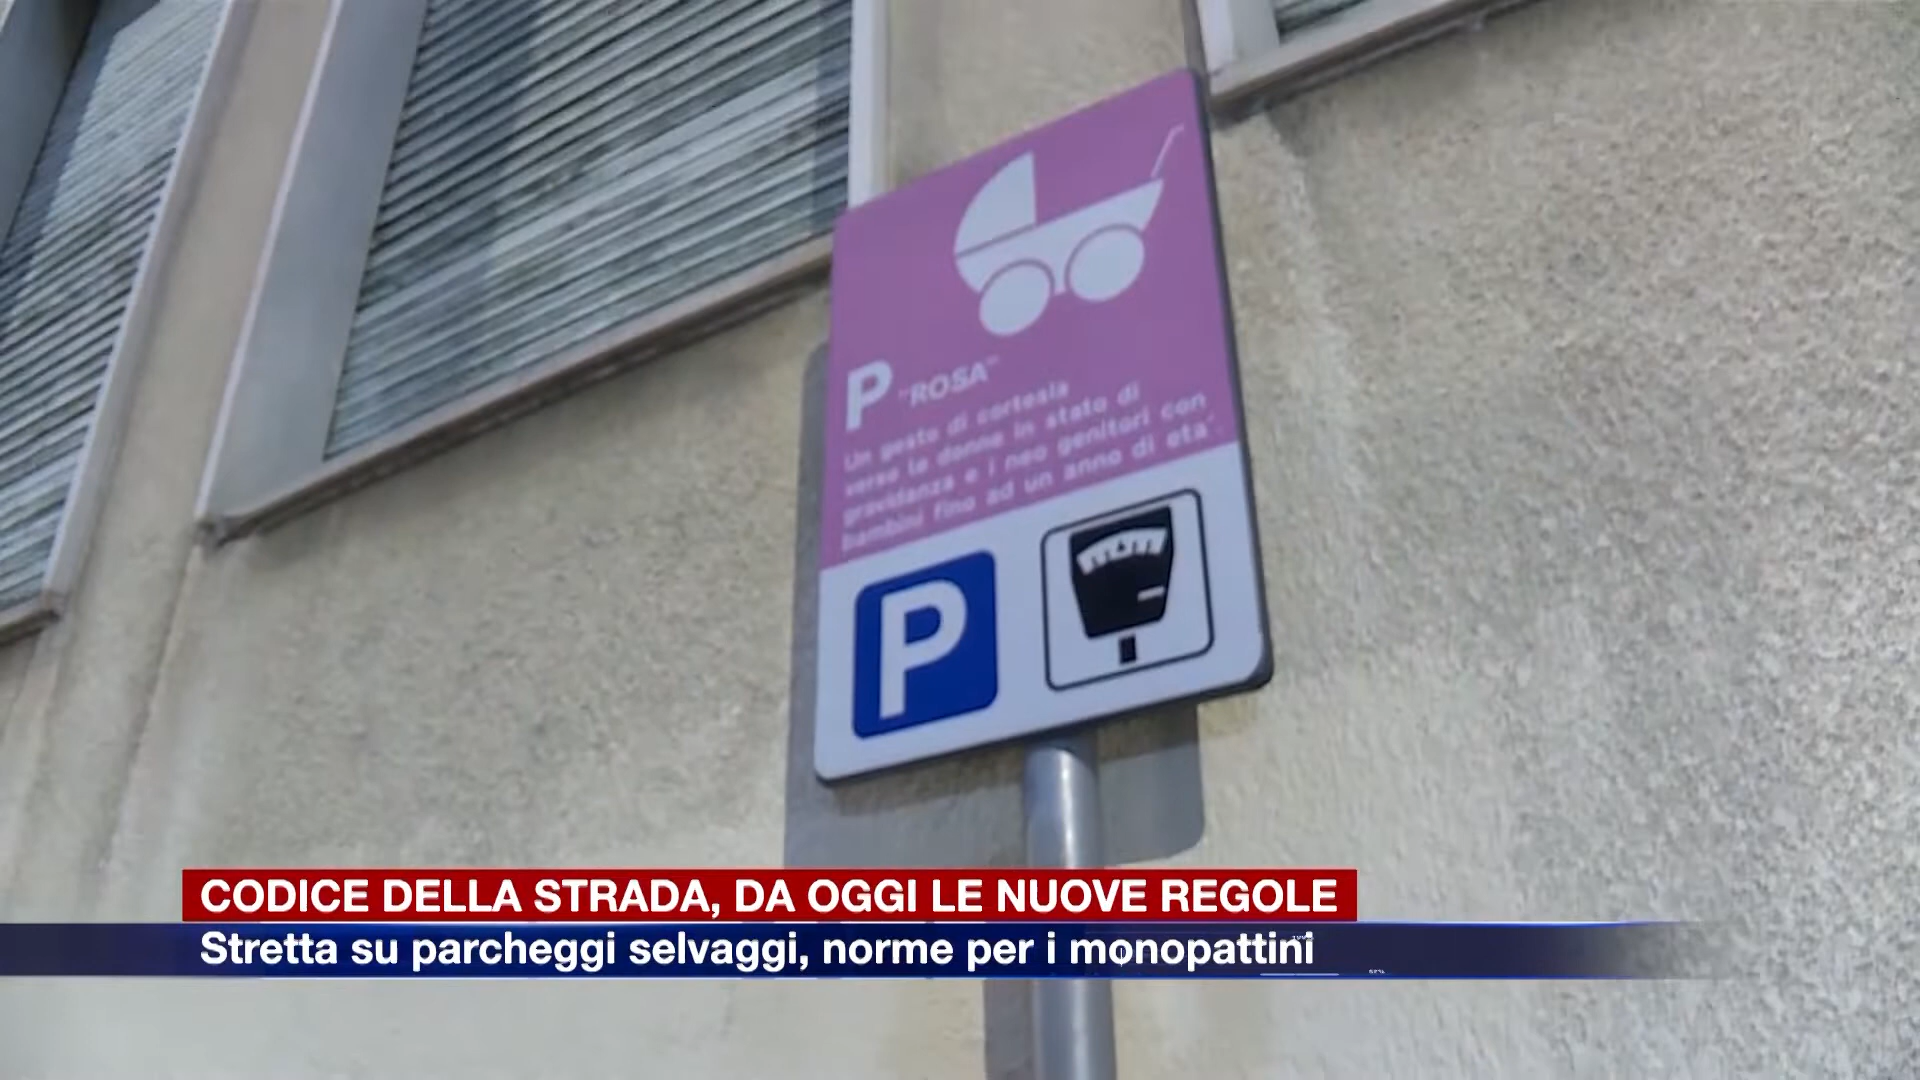 P "ROSA"
Un gesto di cortesia
verso le donne in stato di
gravidanza e i neo genitori con
bambini fino ad un anno di eta'
P
CODICE DELLA STRADA, DA OGGI LE NUOVE REGOLE
Stretta su parcheggi selvaggi, norme per i monopattini